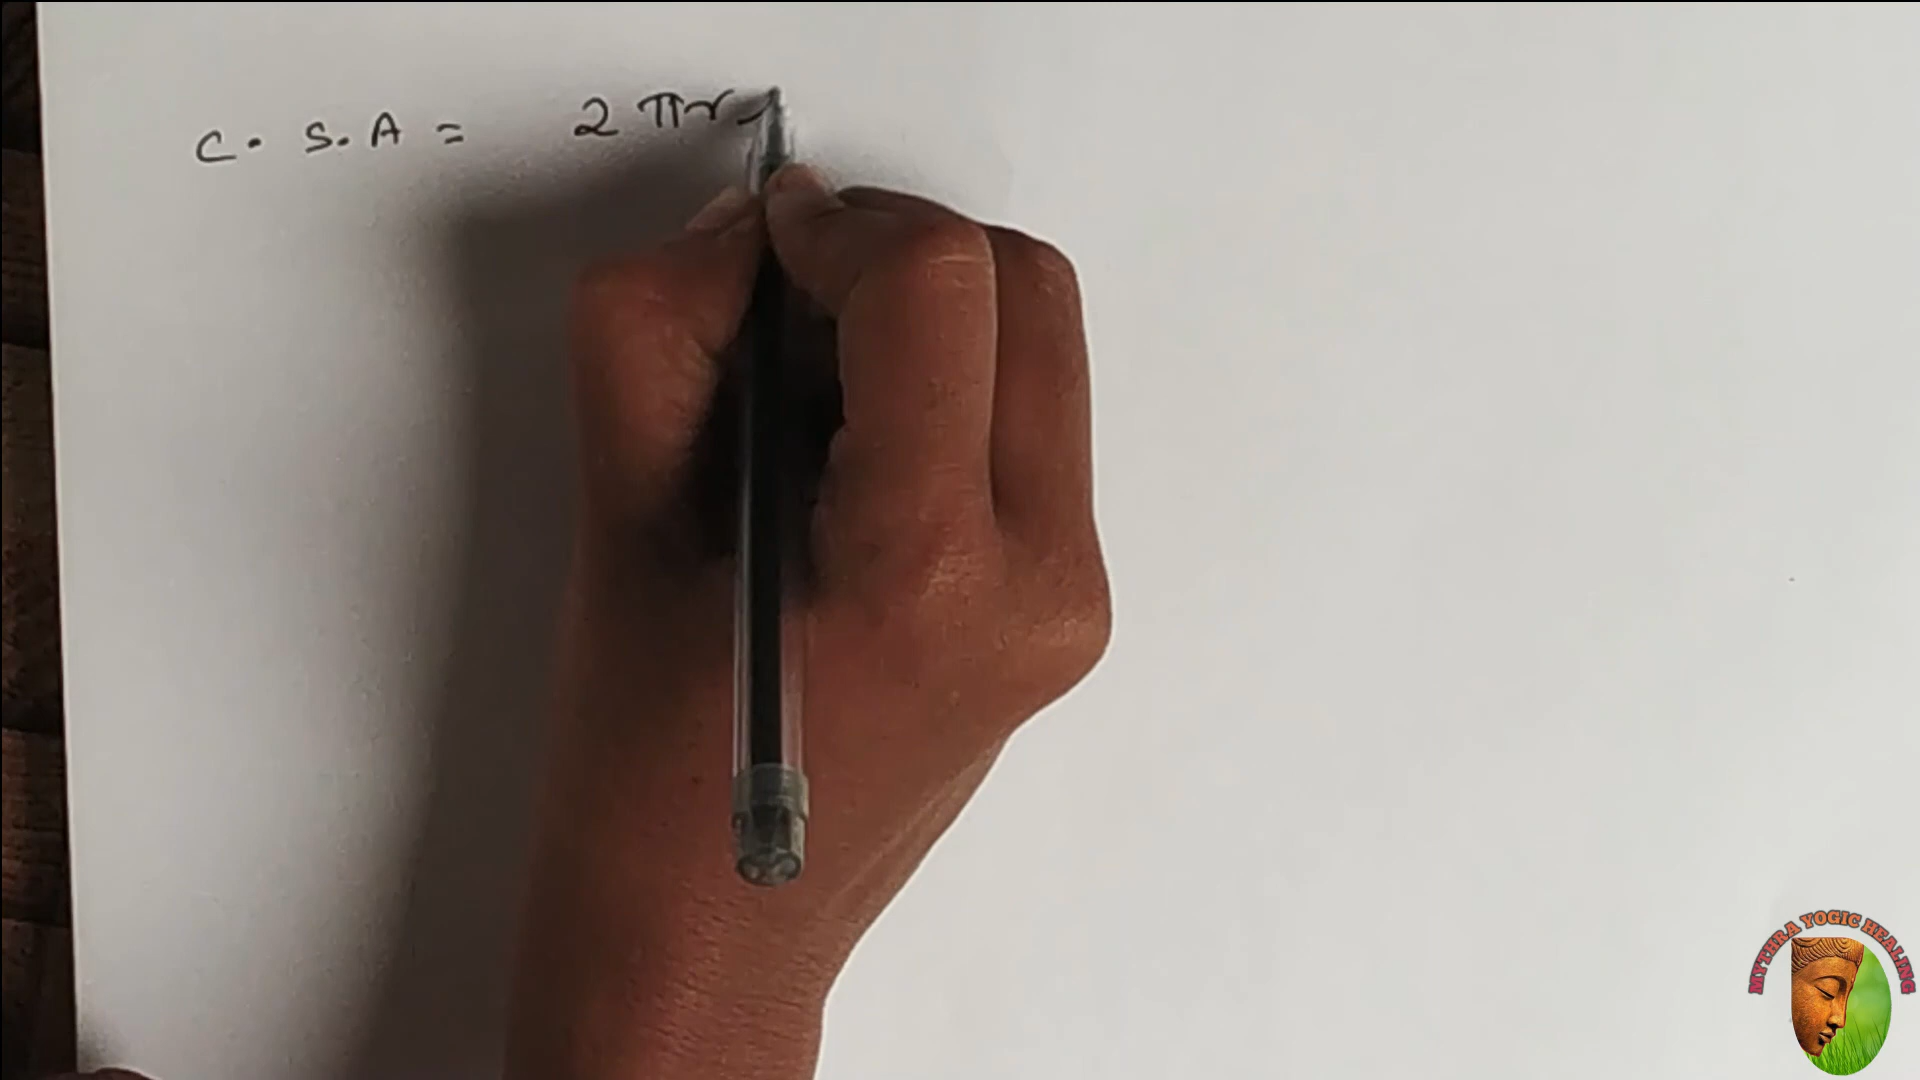 C. S.A = 2πr
MYTHRA YOGIC HEALING